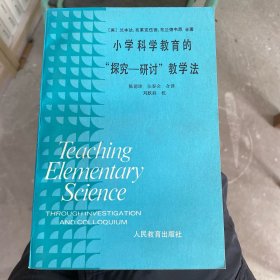 小学科学教育的
“探究—研讨”教学法
Teaching
Elementary
Science
THROUGH INVESTIGATION
AND COLLOQUIUM
人民教育出版社